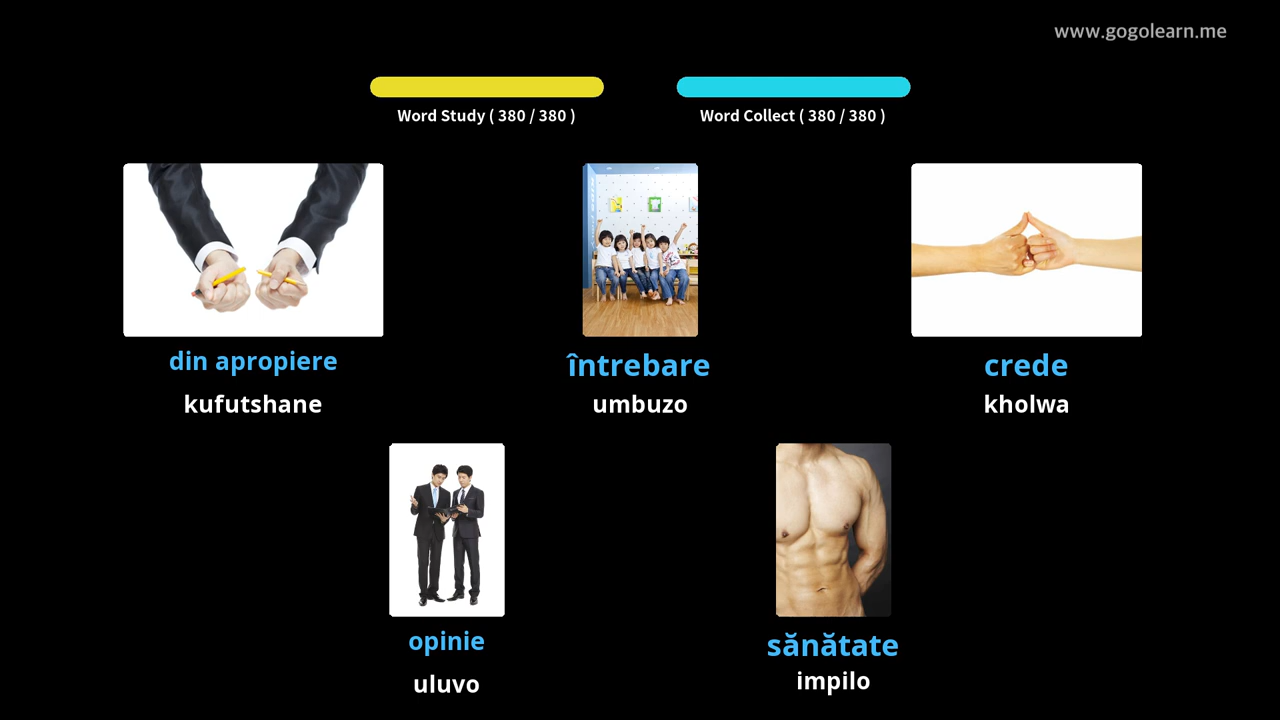 www.gogolearn.me
Word Study ( 380 / 380 )
Word Collect ( 380 / 380 )
din apropiere
kufutshane
întrebare
umbuzo
crede
kholwa
opinie
uluvo
sănătate
impilo